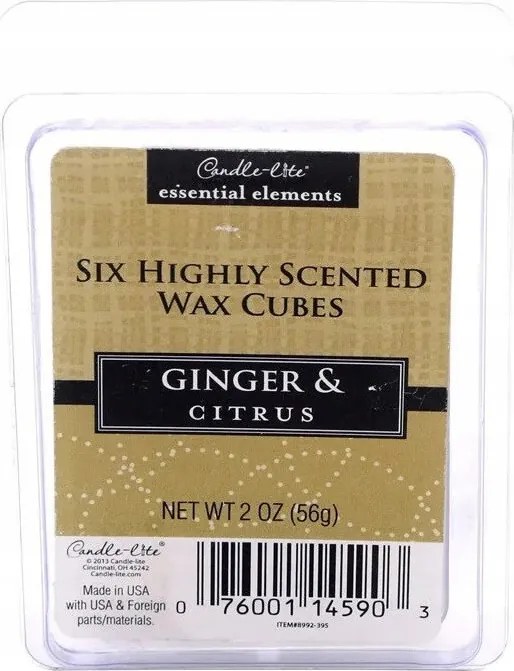 Candle-lite®
essential elements
SIX HIGHLY SCENTED
WAX CUBES
GINGER &
CITRUS
NET WT 2 OZ (56g)
Candle-lite®
© 2013 Candle-lite
Cincinnati, OH 45242
Candle-lite.com
Made in USA
with USA & Foreign
parts/materials.
0 76001 14590 3
ITEM#8992-395